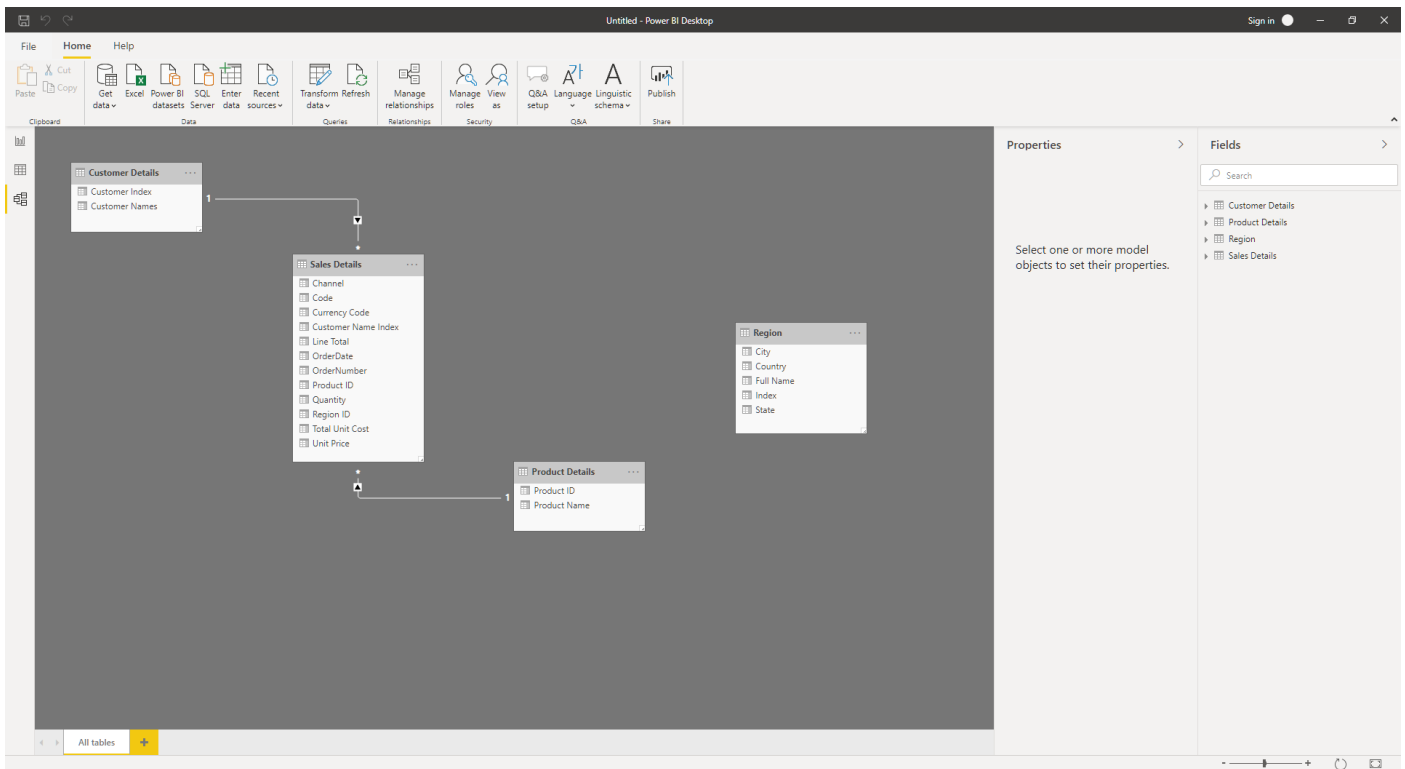 Untitled - Power BI Desktop
Sign in
File Home Help
Paste
Cut
Copy
Get data
Excel
Power BI datasets
SQL Server
Enter data
Recent sources
Transform data
Refresh
Manage relationships
Manage roles
View as
Q&A setup
Language
Linguistic schema
Publish
Clipboard
Data
Queries
Relationships
Security
Q&A
Share
Customer Details
Customer Index
Customer Names
1
*
Sales Details
Channel
Code
Currency Code
Customer Name Index
Line Total
OrderDate
OrderNumber
Product ID
Quantity
Region ID
Total Unit Cost
Unit Price
*
1
Product Details
Product ID
Product Name
Region
City
Country
Full Name
Index
State
Properties
Select one or more model
objects to set their properties.
Fields
Search
Customer Details
Product Details
Region
Sales Details
All tables
+
- +